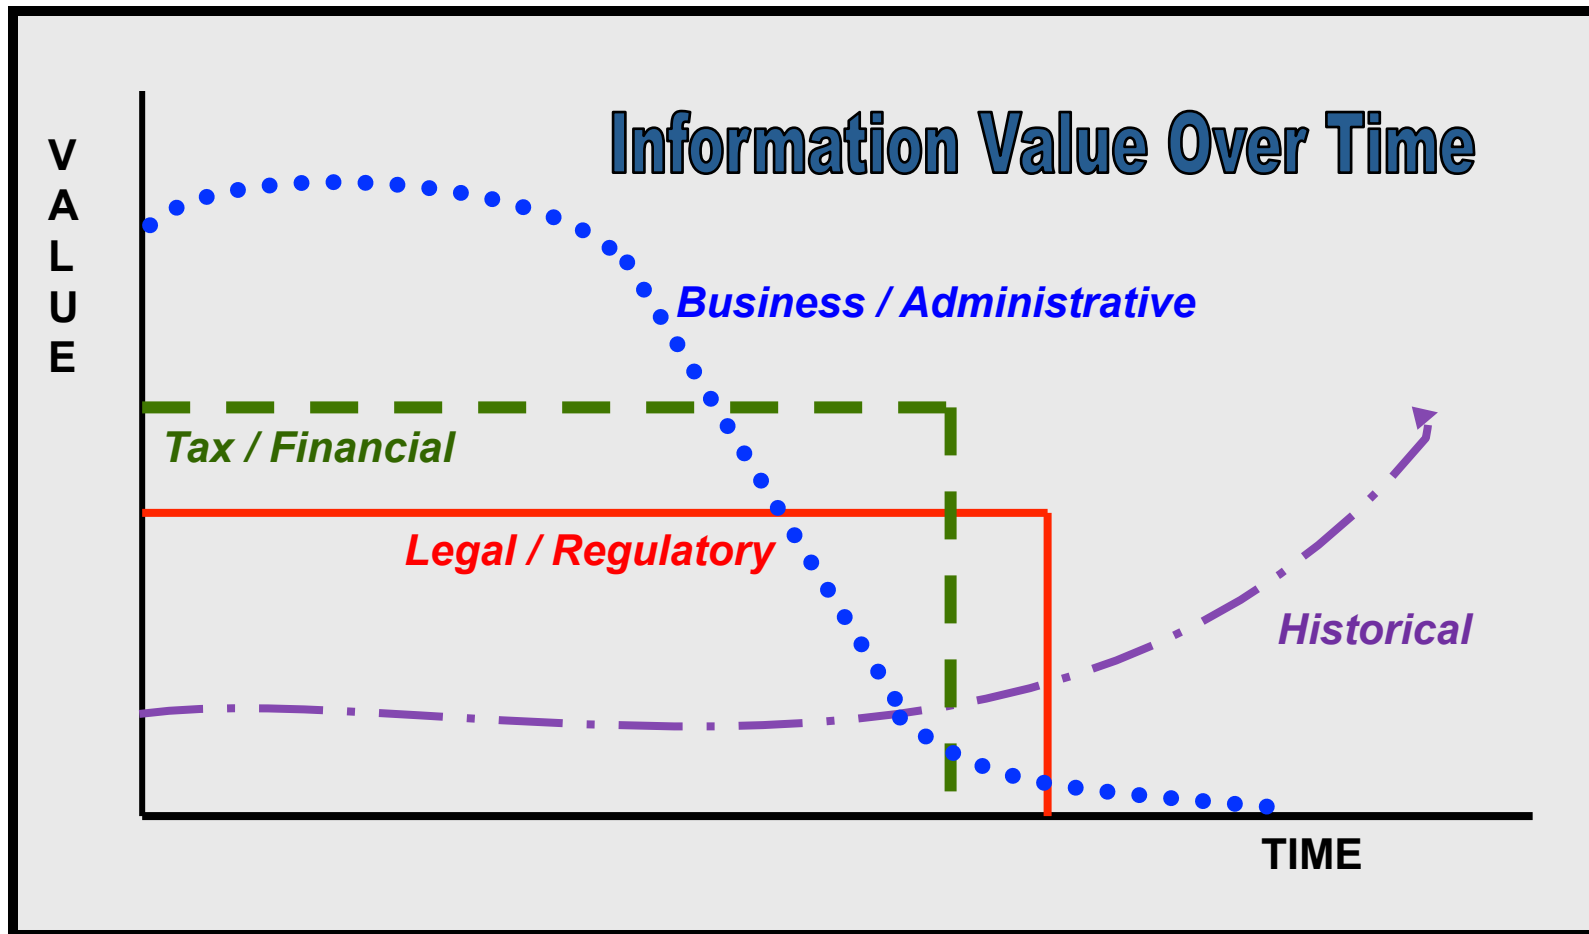 Information Value Over Time
V
A
L
U
E
Business / Administrative
Tax / Financial
Legal / Regulatory
Historical
TIME